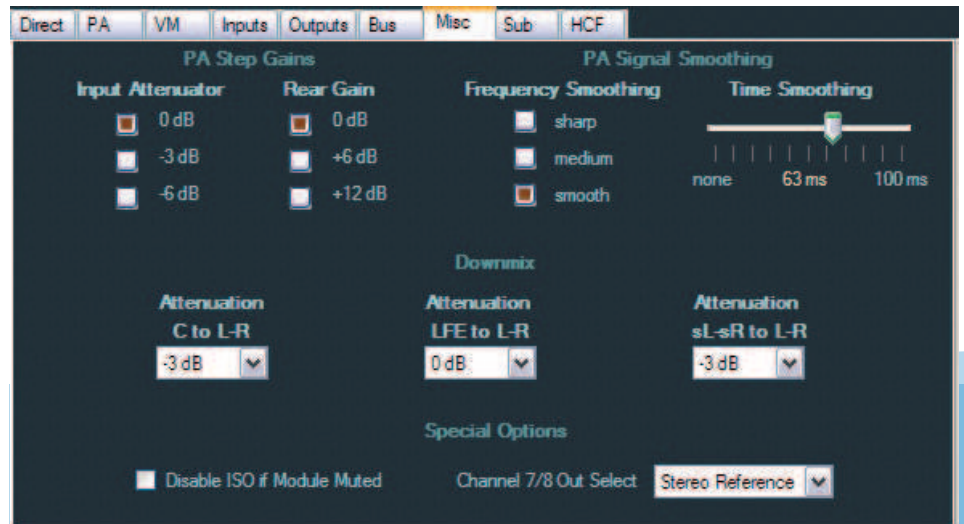 Direct PA VM Inputs Outputs Bus Misc Sub HCF
PA Step Gains
Input Attenuator Rear Gain
0 dB 0 dB
-3 dB +6 dB
-6 dB +12 dB
PA Signal Smoothing
Frequency Smoothing Time Smoothing
sharp
medium
smooth
none 63 ms 100 ms
Downmix
Attenuation Attenuation Attenuation
C to L-R LFE to L-R sL-sR to L-R
-3 dB 0 dB -3 dB
Special Options
Disable ISO if Module Muted Channel 7/8 Out Select Stereo Reference